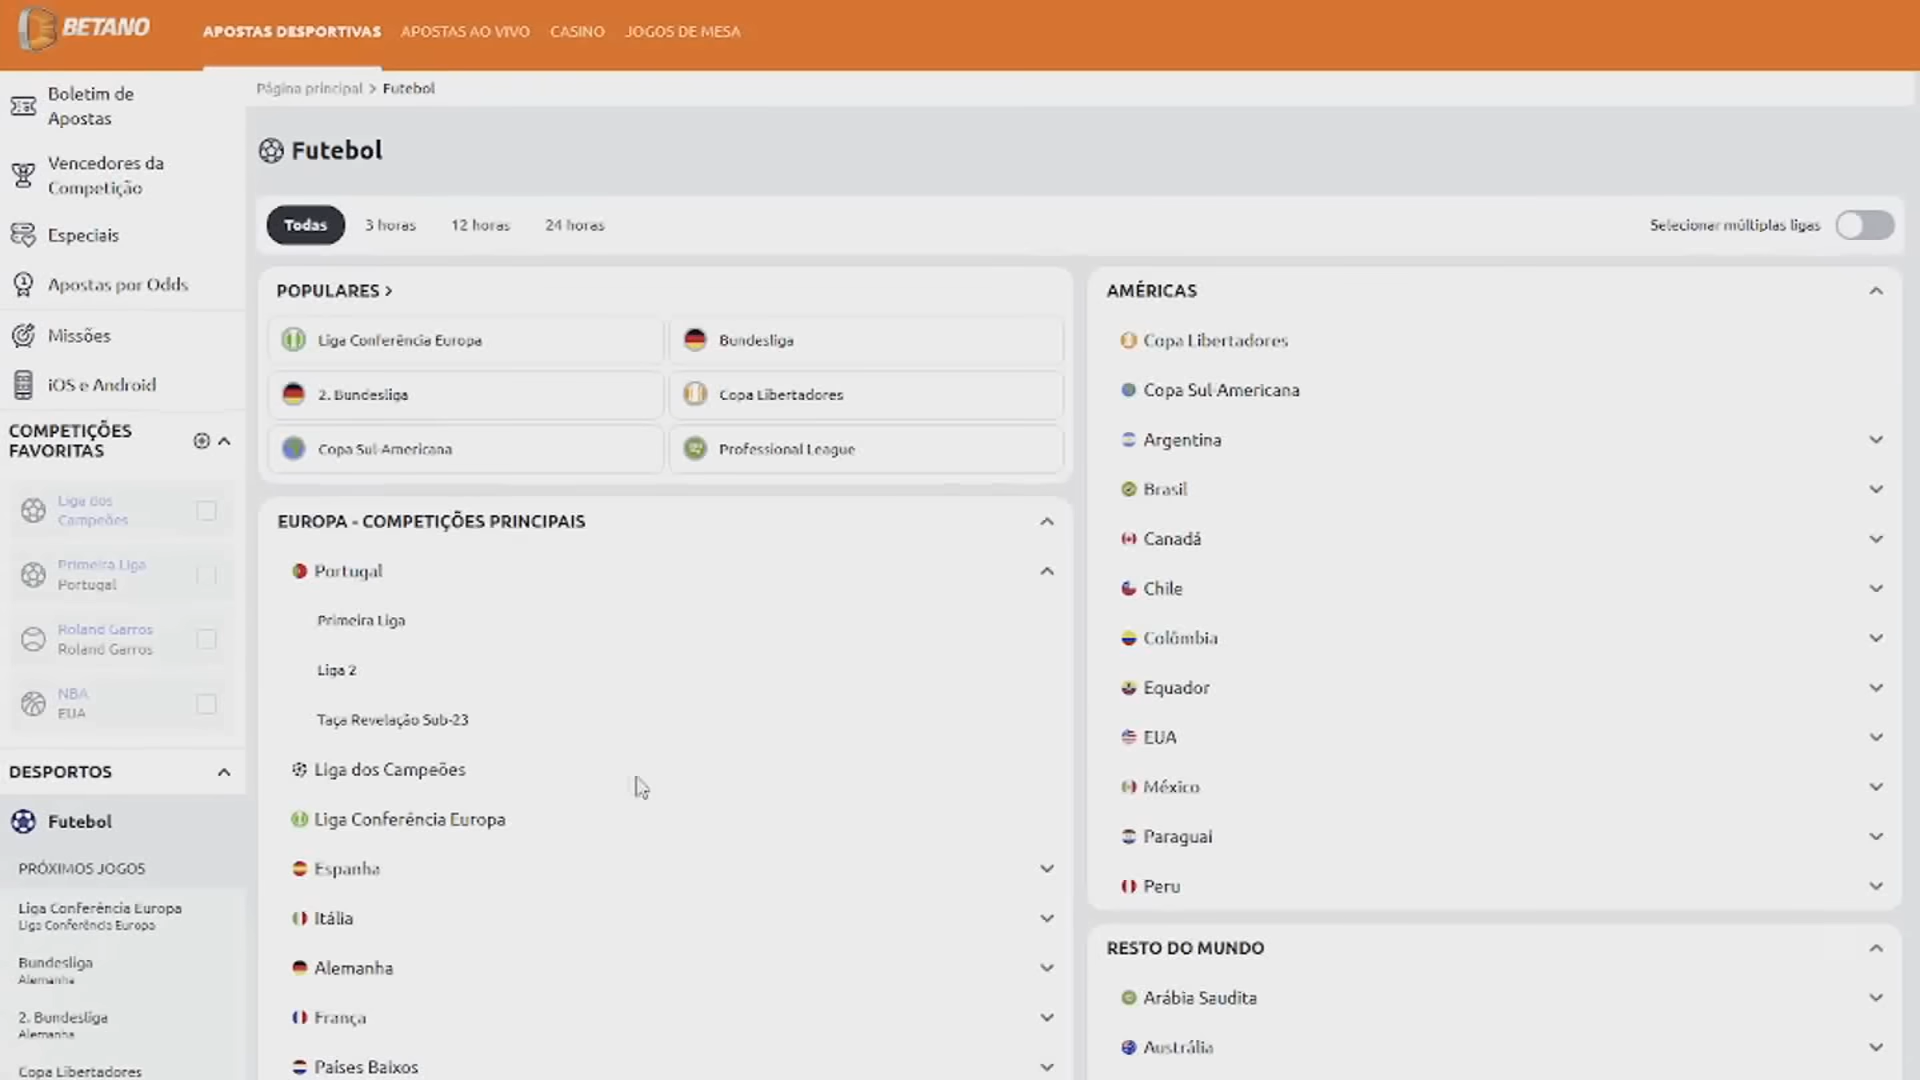 BETANO
APOSTAS DESPORTIVAS
APOSTAS AO VIVO
CASINO
JOGOS DE MESA
Boletim de
Apostas
Vencedores da
Competição
Especiais
Apostas por Odds
Missões
iOS e Android
COMPETIÇÕES
FAVORITAS
Liga dos
Campeões
Primeira Liga
Portugal
Roland Garros
Roland Garros
NBA
EUA
DESPORTOS
Futebol
PRÓXIMOS JOGOS
Liga Conferência Europa
Liga Conferência Europa
Bundesliga
Alemanha
2. Bundesliga
Alemanha
Copa Libertadores
Página principal > Futebol
Futebol
Todas
3 horas
12 horas
24 horas
Selecionar múltiplas ligas
POPULARES >
Liga Conferência Europa
Bundesliga
2. Bundesliga
Copa Libertadores
Copa Sul-Americana
Professional League
EUROPA - COMPETIÇÕES PRINCIPAIS
Portugal
Primeira Liga
Liga 2
Taça Revelação Sub-23
Liga dos Campeões
Liga Conferência Europa
Espanha
Itália
Alemanha
França
Países Baixos
AMÉRICAS
Copa Libertadores
Copa Sul-Americana
Argentina
Brasil
Canadá
Chile
Colômbia
Equador
EUA
México
Paraguai
Peru
RESTO DO MUNDO
Arábia Saudita
Austrália